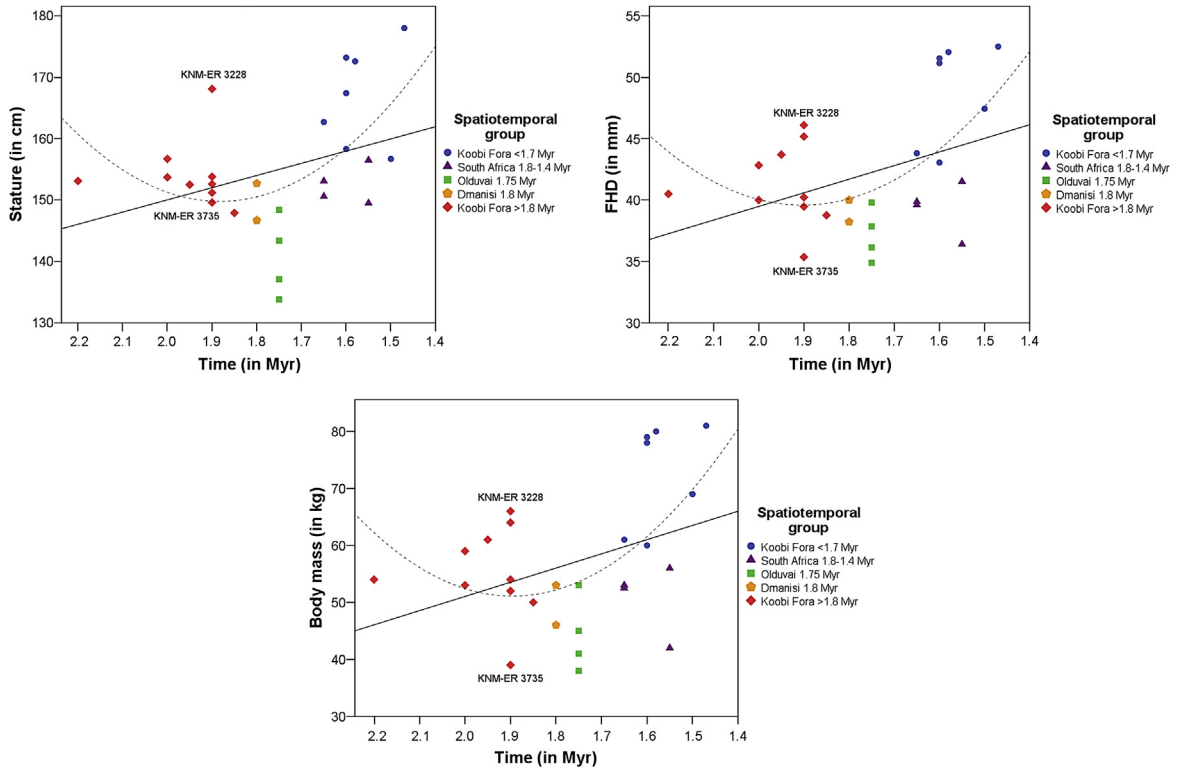 180
170
160
150
140
130
Stature (in cm)
KNM-ER 3228
KNM-ER 3735
2.2 2.1 2.0 1.9 1.8 1.7 1.6 1.5 1.4
Time (in Myr)
Spatiotemporal
group
Koobi Fora <1.7 Myr
South Africa 1.8-1.4 Myr
Olduvai 1.75 Myr
Dmanisi 1.8 Myr
Koobi Fora >1.8 Myr
55
50
45
40
35
30
FHD (in mm)
KNM-ER 3228
KNM-ER 3735
2.2 2.1 2.0 1.9 1.8 1.7 1.6 1.5 1.4
Time (in Myr)
Spatiotemporal
group
Koobi Fora <1.7 Myr
South Africa 1.8-1.4 Myr
Olduvai 1.75 Myr
Dmanisi 1.8 Myr
Koobi Fora >1.8 Myr
80
70
60
50
40
30
Body mass (in kg)
KNM-ER 3228
KNM-ER 3735
2.2 2.1 2.0 1.9 1.8 1.7 1.6 1.5 1.4
Time (in Myr)
Spatiotemporal
group
Koobi Fora <1.7 Myr
South Africa 1.8-1.4 Myr
Olduvai 1.75 Myr
Dmanisi 1.8 Myr
Koobi Fora >1.8 Myr